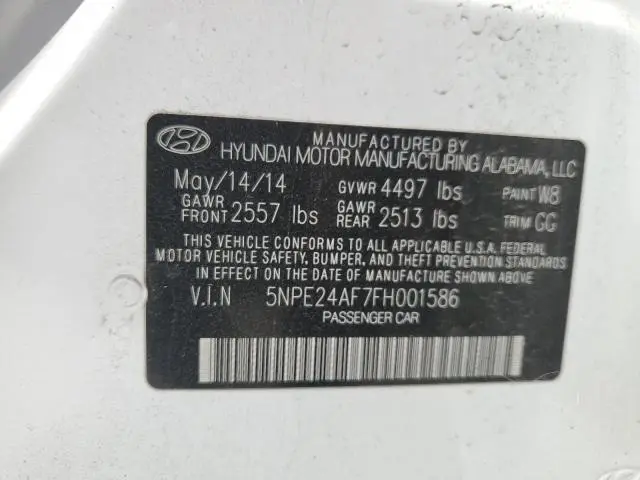 MANUFACTURED BY
HYUNDAI MOTOR MANUFACTURING ALABAMA, LLC
May/14/14 GVWR 4497 lbs PAINT W8
GAWR FRONT 2557 lbs GAWR REAR 2513 lbs TRIM GG
THIS VEHICLE CONFORMS TO ALL APPLICABLE U.S.A. FEDERAL
MOTOR VEHICLE SAFETY, BUMPER, AND THEFT PREVENTION STANDARDS
IN EFFECT ON THE DATE OF MANUFACTURE SHOWN ABOVE.
V.I.N 5NPE24AF7FH001586
PASSENGER CAR